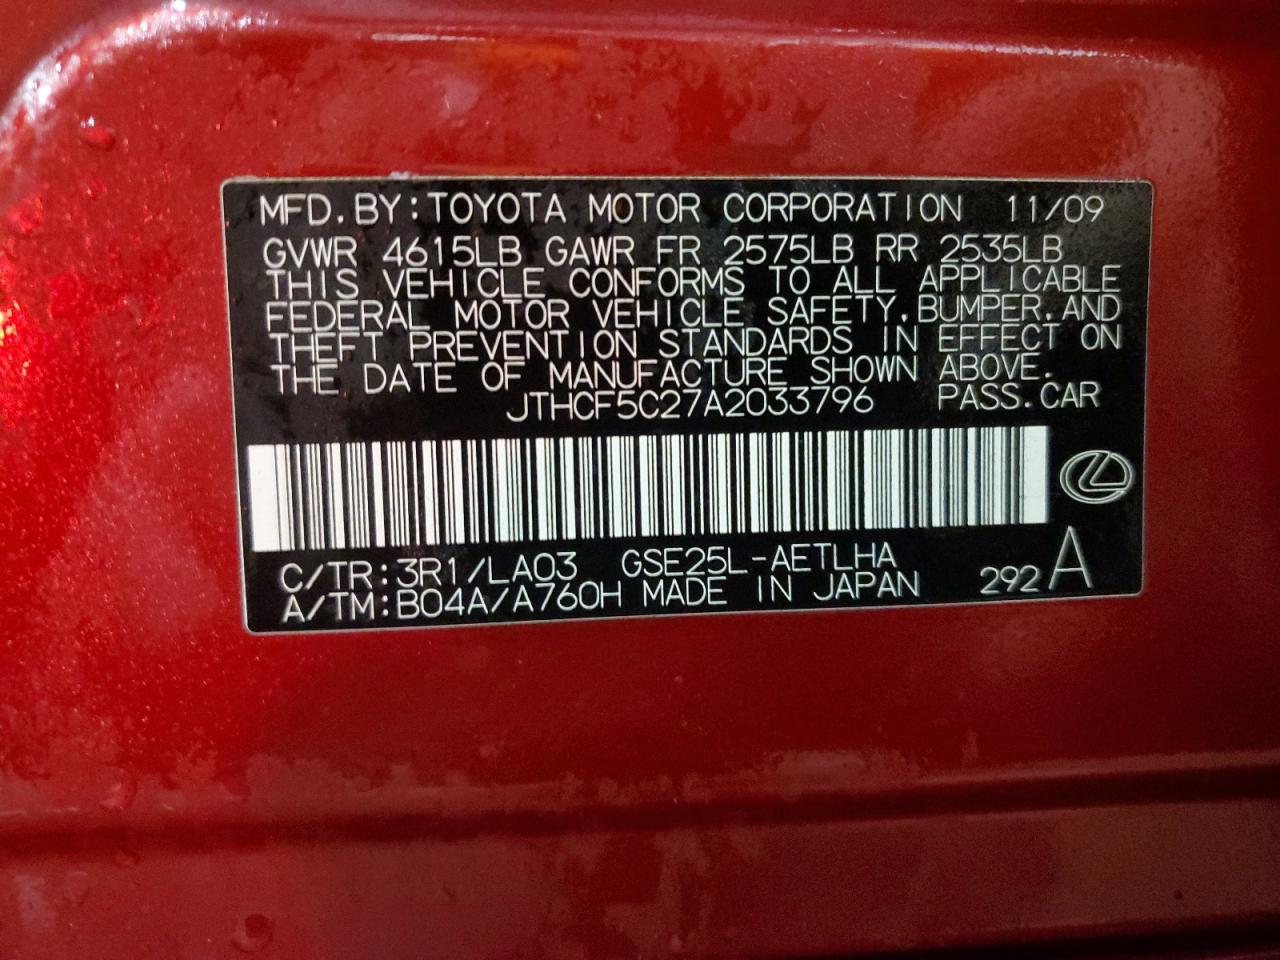 MFD. BY: TOYOTA MOTOR CORPORATION 11/09
GVWR 4615LB GAWR FR 2575LB RR 2535LB
THIS VEHICLE CONFORMS TO ALL APPLICABLE
FEDERAL MOTOR VEHICLE SAFETY, BUMPER, AND
THEFT PREVENTION STANDARDS IN EFFECT ON
THE DATE OF MANUFACTURE SHOWN ABOVE.
JTHCF5C27A2033796 PASS. CAR
C/TR: 3R1/LA03 GSE25L-AETLHA
A/TM: B04A/A760H MADE IN JAPAN 292 A